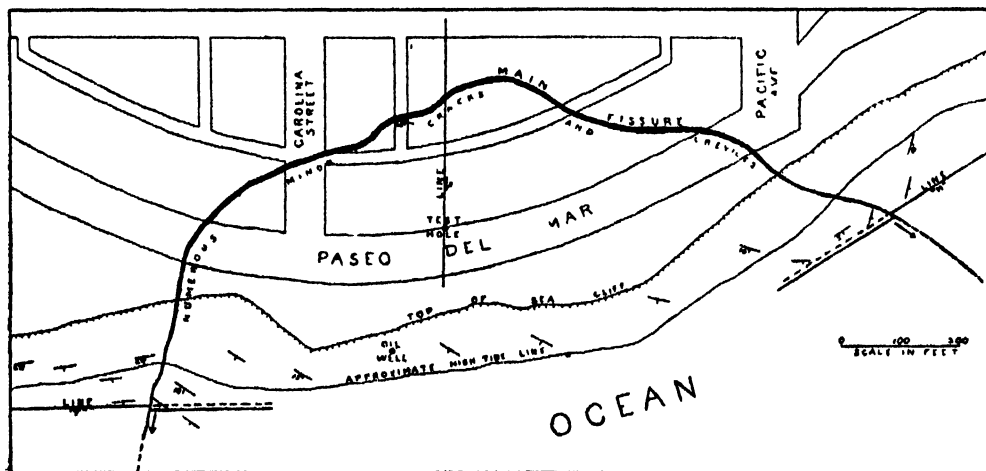 CAROLINA
STREET
PACIFIC
AVE
MAIN FISSURE
NUMEROUS MINOR CRACKS AND CREVICES
LINE
TEST
HOLE
PASEO DEL MAR
TOP OF SEA CLIFF
OIL
WELL
APPROXIMATE HIGH TIDE LINE
LINE
LINE
0 100 200
SCALE IN FEET
OCEAN